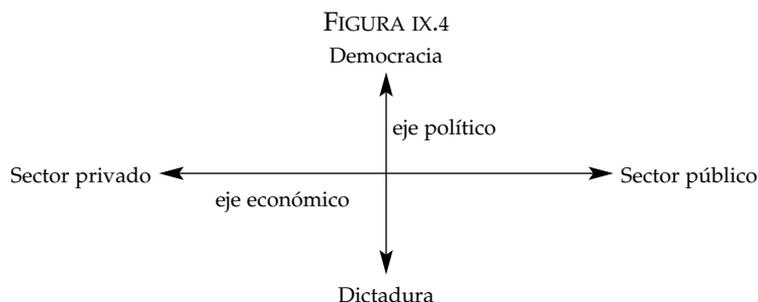 FIGURA IX.4
Democracia
eje político
Sector privado
Sector público
eje económico
Dictadura